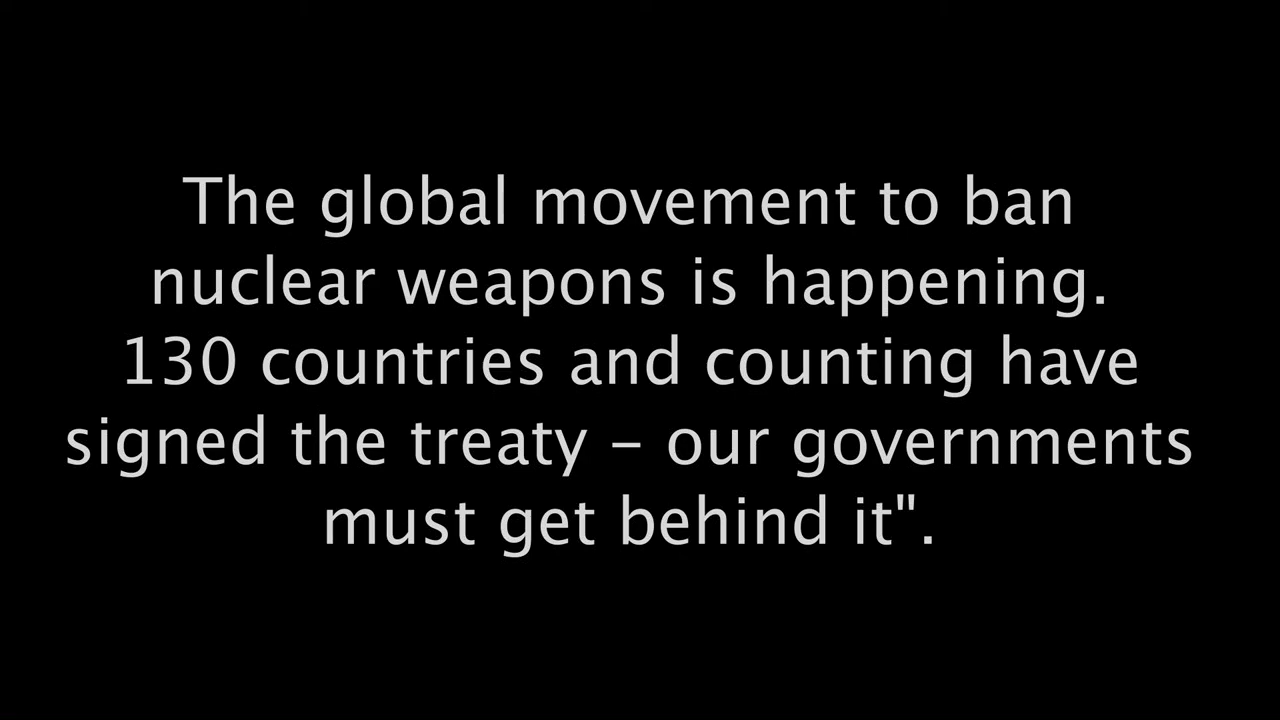 The global movement to ban
nuclear weapons is happening.
130 countries and counting have
signed the treaty – our governments
must get behind it".